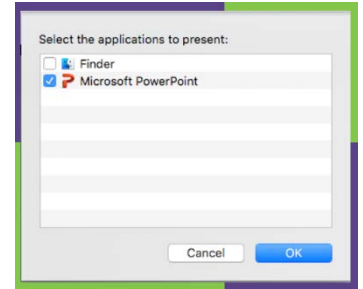 Select the applications to present:
Finder
Microsoft PowerPoint
Cancel OK